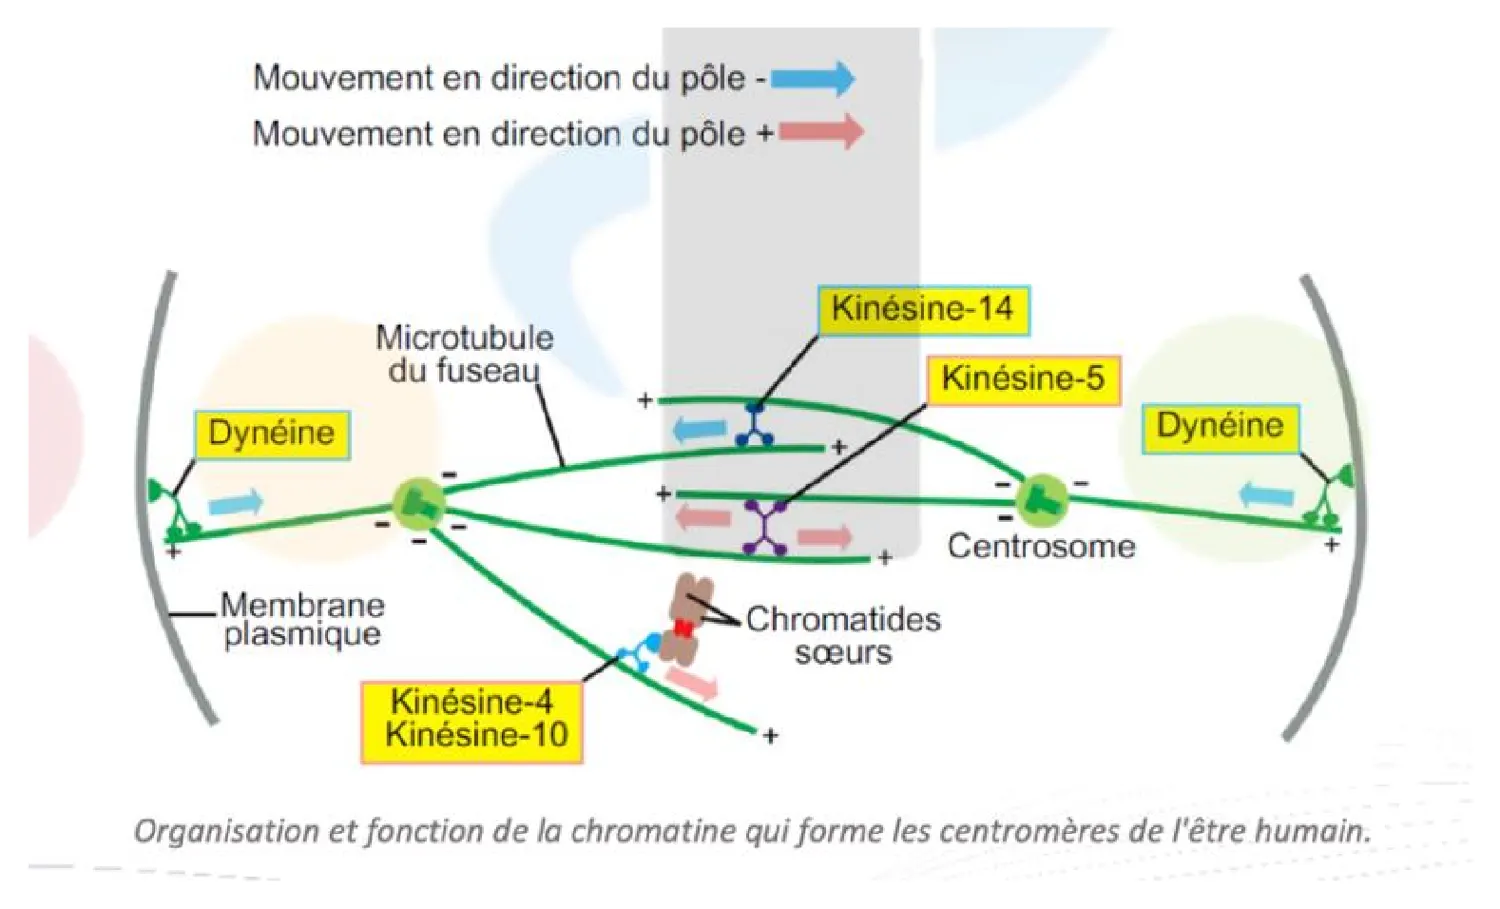 Mouvement en direction du pôle -
Mouvement en direction du pôle +
Kinésine-14
Microtubule
du fuseau
Kinésine-5
+
Dynéine
Dynéine
+
-
-
-
+
-
-
-
-
+
Centrosome
+
+
Membrane
plasmique
Chromatides
sœurs
Kinésine-4
Kinésine-10
+
Organisation et fonction de la chromatine qui forme les centromères de l'être humain.